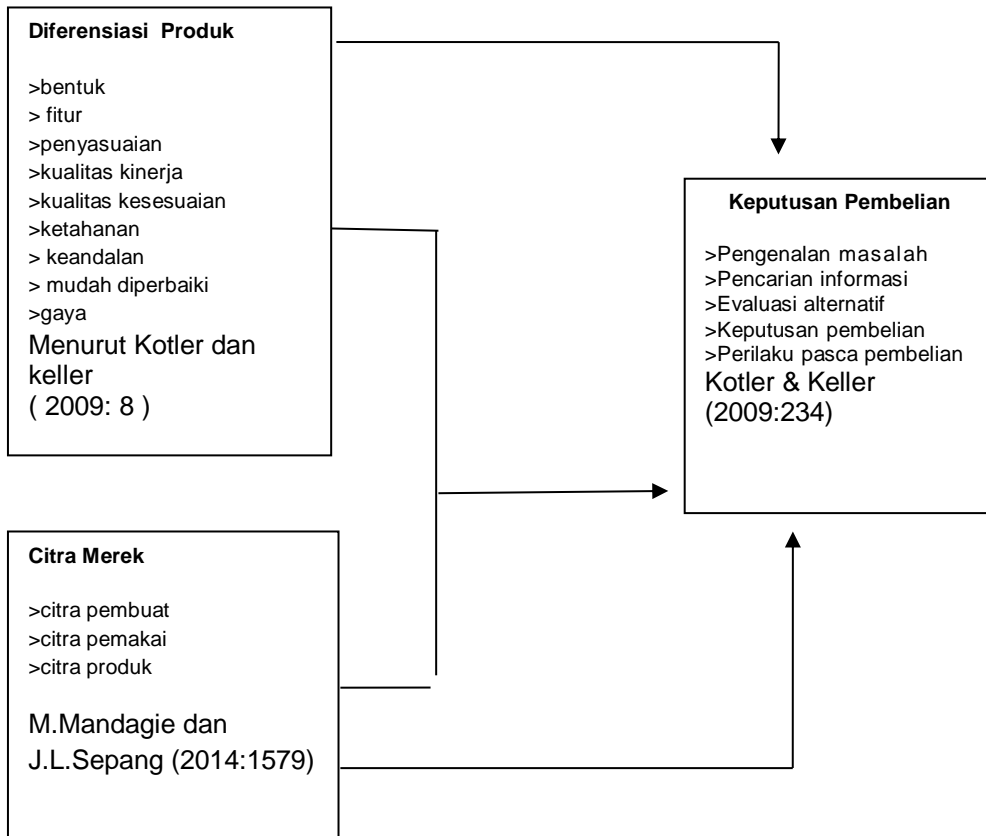 Diferensiasi Produk
>bentuk
> fitur
>penyasuaian
>kualitas kinerja
>kualitas kesesuaian
>ketahanan
> keandalan
> mudah diperbaiki
>gaya
Menurut Kotler dan
keller
( 2009: 8 )
Keputusan Pembelian
>Pengenalan masalah
>Pencarian informasi
>Evaluasi alternatif
>Keputusan pembelian
>Perilaku pasca pembelian
Kotler & Keller
(2009:234)
Citra Merek
>citra pembuat
>citra pemakai
>citra produk
M.Mandagie dan
J.L.Sepang (2014:1579)